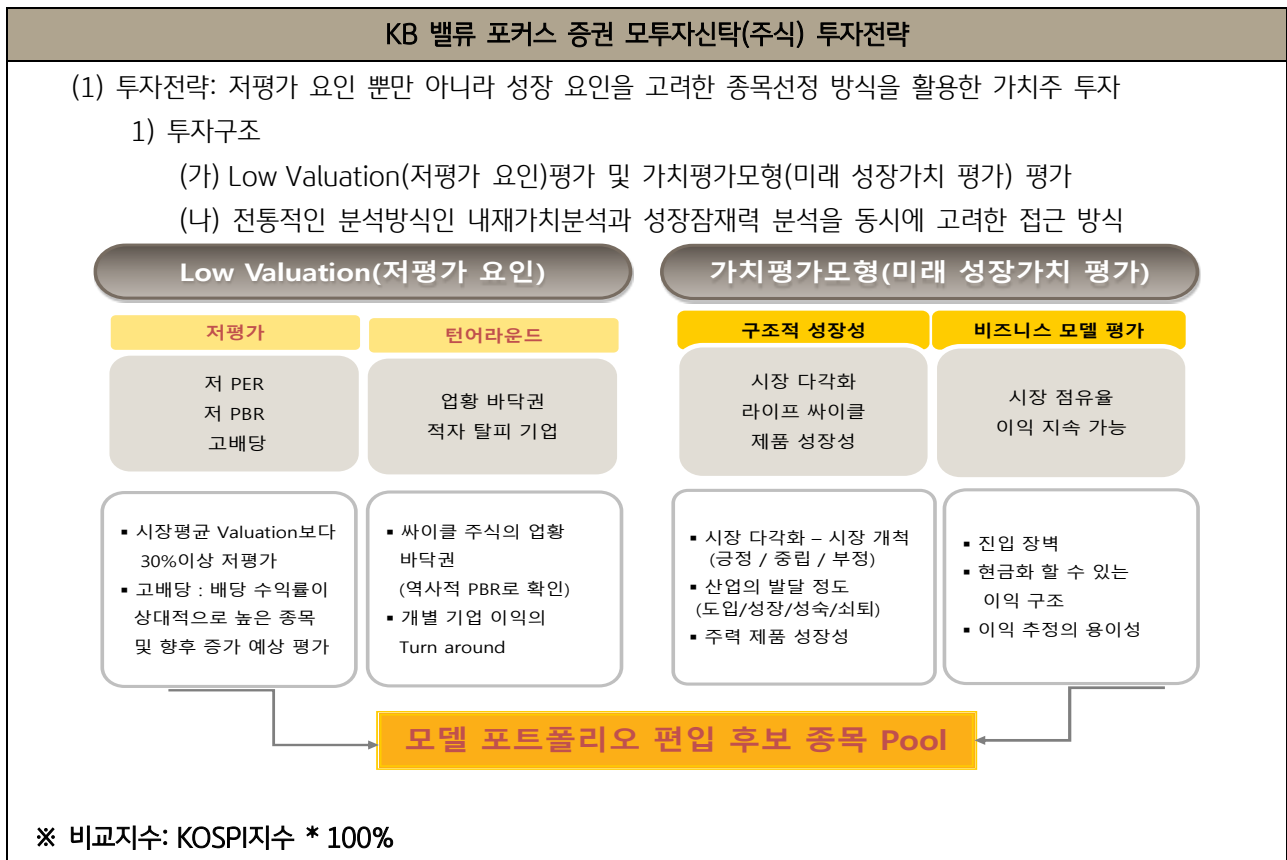 KB 밸류 포커스 증권 모투자신탁(주식) 투자전략
(1) 투자전략: 저평가 요인 뿐만 아니라 성장 요인을 고려한 종목선정 방식을 활용한 가치주 투자
1) 투자구조
(가) Low Valuation(저평가 요인)평가 및 가치평가모형(미래 성장가치 평가) 평가
(나) 전통적인 분석방식인 내재가치분석과 성장잠재력 분석을 동시에 고려한 접근 방식
Low Valuation(저평가 요인)
저평가
저 PER
저 PBR
고배당
▪ 시장평균 Valuation보다
30%이상 저평가
▪ 고배당 : 배당 수익률이
상대적으로 높은 종목
및 향후 증가 예상 평가
턴어라운드
업황 바닥권
적자 탈피 기업
▪ 싸이클 주식의 업황
바닥권
(역사적 PBR로 확인)
▪ 개별 기업 이익의
Turn around
가치평가모형(미래 성장가치 평가)
구조적 성장성
시장 다각화
라이프 싸이클
제품 성장성
▪ 시장 다각화 – 시장 개척
(긍정 / 중립 / 부정)
▪ 산업의 발달 정도
(도입/성장/성숙/쇠퇴)
▪ 주력 제품 성장성
비즈니스 모델 평가
시장 점유율
이익 지속 가능
▪ 진입 장벽
▪ 현금화 할 수 있는
이익 구조
▪ 이익 추정의 용이성
모델 포트폴리오 편입 후보 종목 Pool
※ 비교지수: KOSPI지수 * 100%